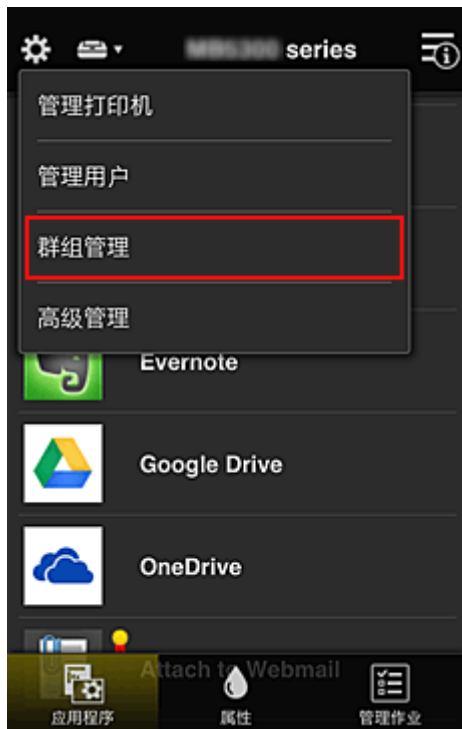 series
管理打印机
管理用户
群组管理
高级管理
Evernote
Google Drive
OneDrive
Attach to Webmail
应用程序
属性
管理作业